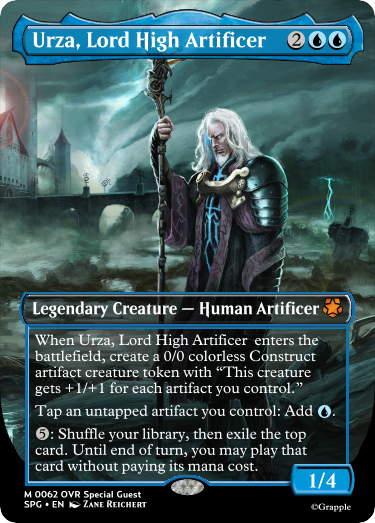 Urza, Lord High Artificer 2
Legendary Creature — Human Artificer
When Urza, Lord High Artificer enters the
battlefield, create a 0/0 colorless Construct
artifact creature token with “This creature
gets +1/+1 for each artifact you control.”
Tap an untapped artifact you control: Add .
5: Shuffle your library, then exile the top
card. Until end of turn, you may play that
card without paying its mana cost.
1/4
M 0062 OVR Special Guest
SPG • EN Zane Reichert
©Grapple